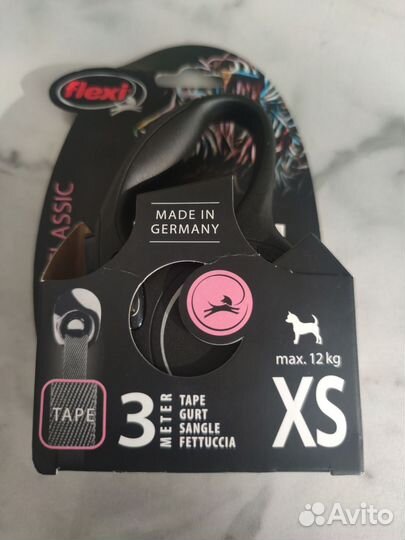 flexi
CLASSIC
MADE IN
GERMANY
max. 12 kg
TAPE
3
METER
TAPE
GURT
SANGLE
FETTUCCIA
XS
Avito